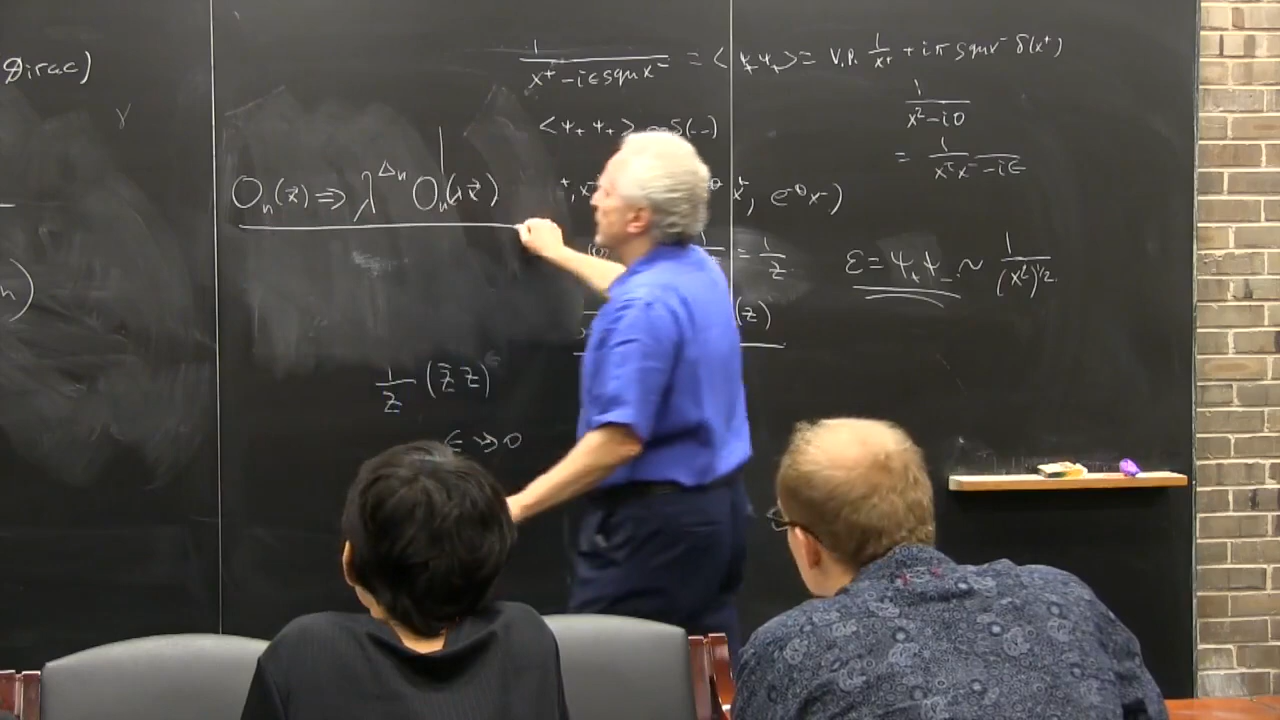 Dirac)
γ
n)
1 / (x⁺ − iϵ sgn x⁻) = <ψ₊ψ₊> = V.P. 1/x⁺ + iπ sgn x⁻ δ(x⁺)
1 / (x² − i0)
= 1 / (x⁺x⁻ − iϵ)
<ψ₊ ψ₊>
Oₙ(x⃗) ⇒ λ^Δₙ Oₙ(λx⃗)
, e⁻ᶿx⁻)
= 1/z
(z)
ε = ψ₊ψ₋ ~ 1 / (x²)^1/2
1/z (z̄ z)^ϵ
ϵ → 0